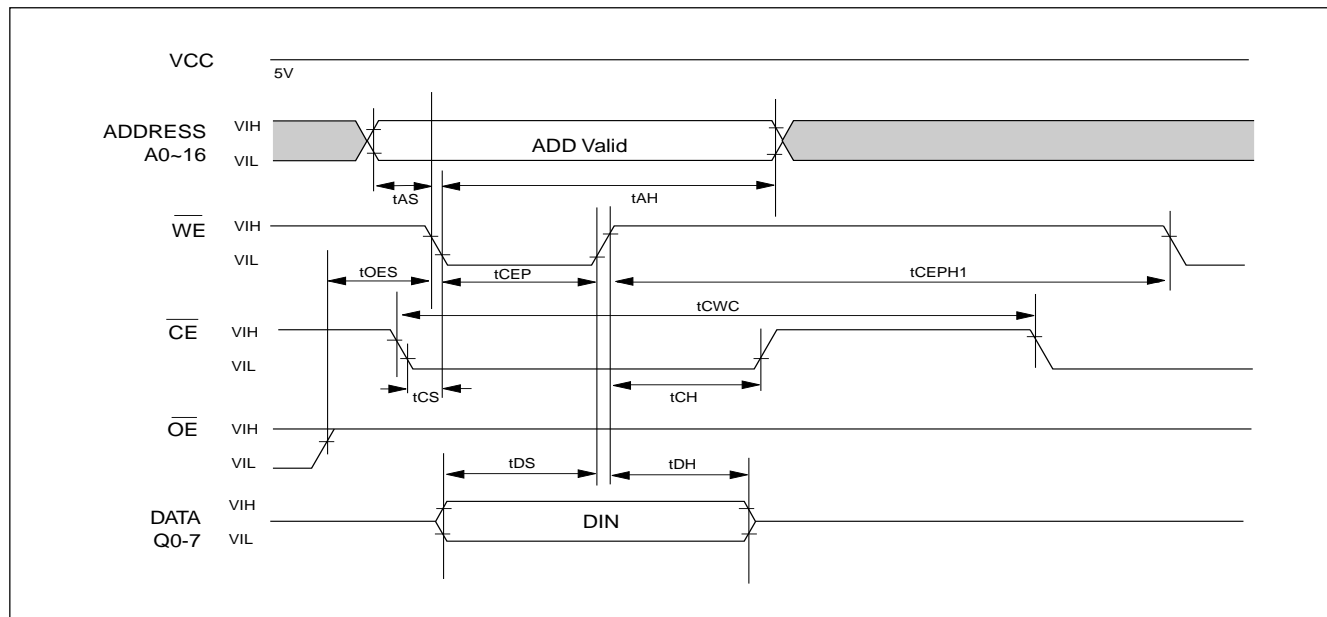 VCC
5V
ADDRESS
A0~16
VIH
VIL
ADD Valid
tAS
tAH
WE
VIH
VIL
tOES
tCEP
tCEPH1
tCWC
CE
VIH
VIL
tCS
tCH
OE
VIH
VIL
tDS
tDH
DATA
Q0-7
VIH
VIL
DIN